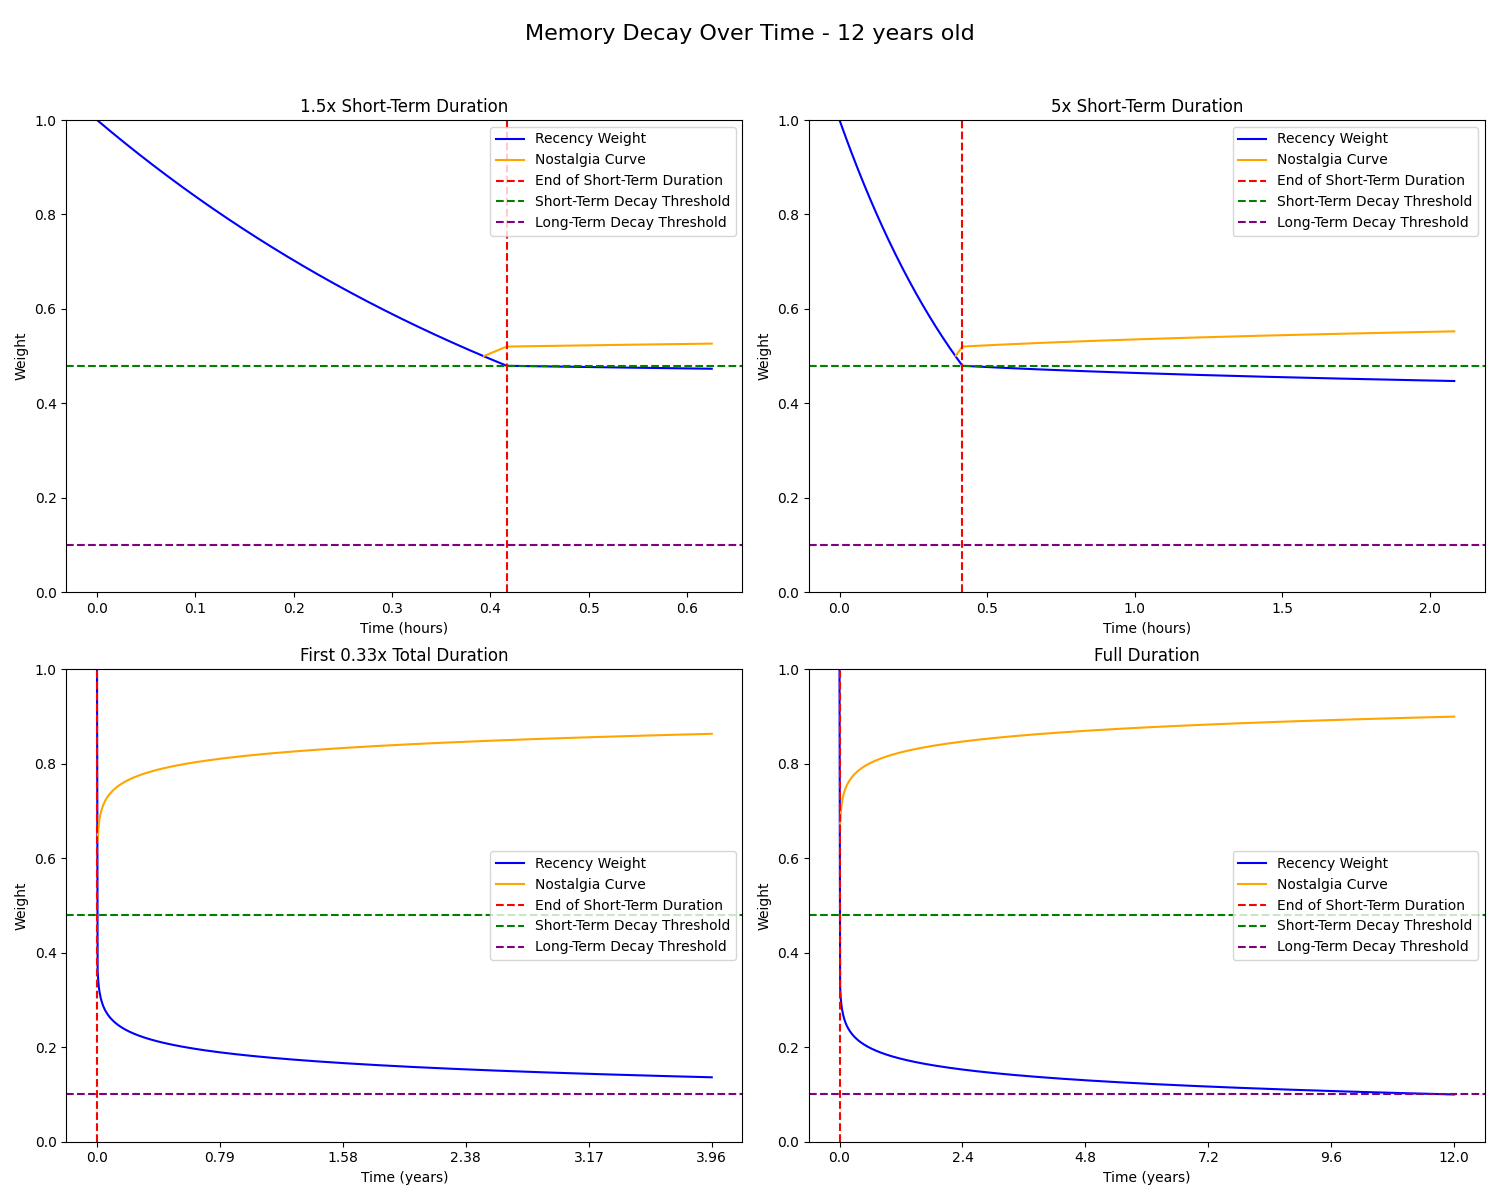 Memory Decay Over Time - 12 years old
1.5x Short-Term Duration
1.0
0.8
0.6
0.4
0.2
0.0
Weight
Recency Weight
Nostalgia Curve
End of Short-Term Duration
Short-Term Decay Threshold
Long-Term Decay Threshold
0.0 0.1 0.2 0.3 0.4 0.5 0.6
Time (hours)
5x Short-Term Duration
1.0
0.8
0.6
0.4
0.2
0.0
Weight
Recency Weight
Nostalgia Curve
End of Short-Term Duration
Short-Term Decay Threshold
Long-Term Decay Threshold
0.0 0.5 1.0 1.5 2.0
Time (hours)
First 0.33x Total Duration
1.0
0.8
0.6
0.4
0.2
0.0
Weight
Recency Weight
Nostalgia Curve
End of Short-Term Duration
Short-Term Decay Threshold
Long-Term Decay Threshold
0.0 0.79 1.58 2.38 3.17 3.96
Time (years)
Full Duration
1.0
0.8
0.6
0.4
0.2
0.0
Weight
Recency Weight
Nostalgia Curve
End of Short-Term Duration
Short-Term Decay Threshold
Long-Term Decay Threshold
0.0 2.4 4.8 7.2 9.6 12.0
Time (years)